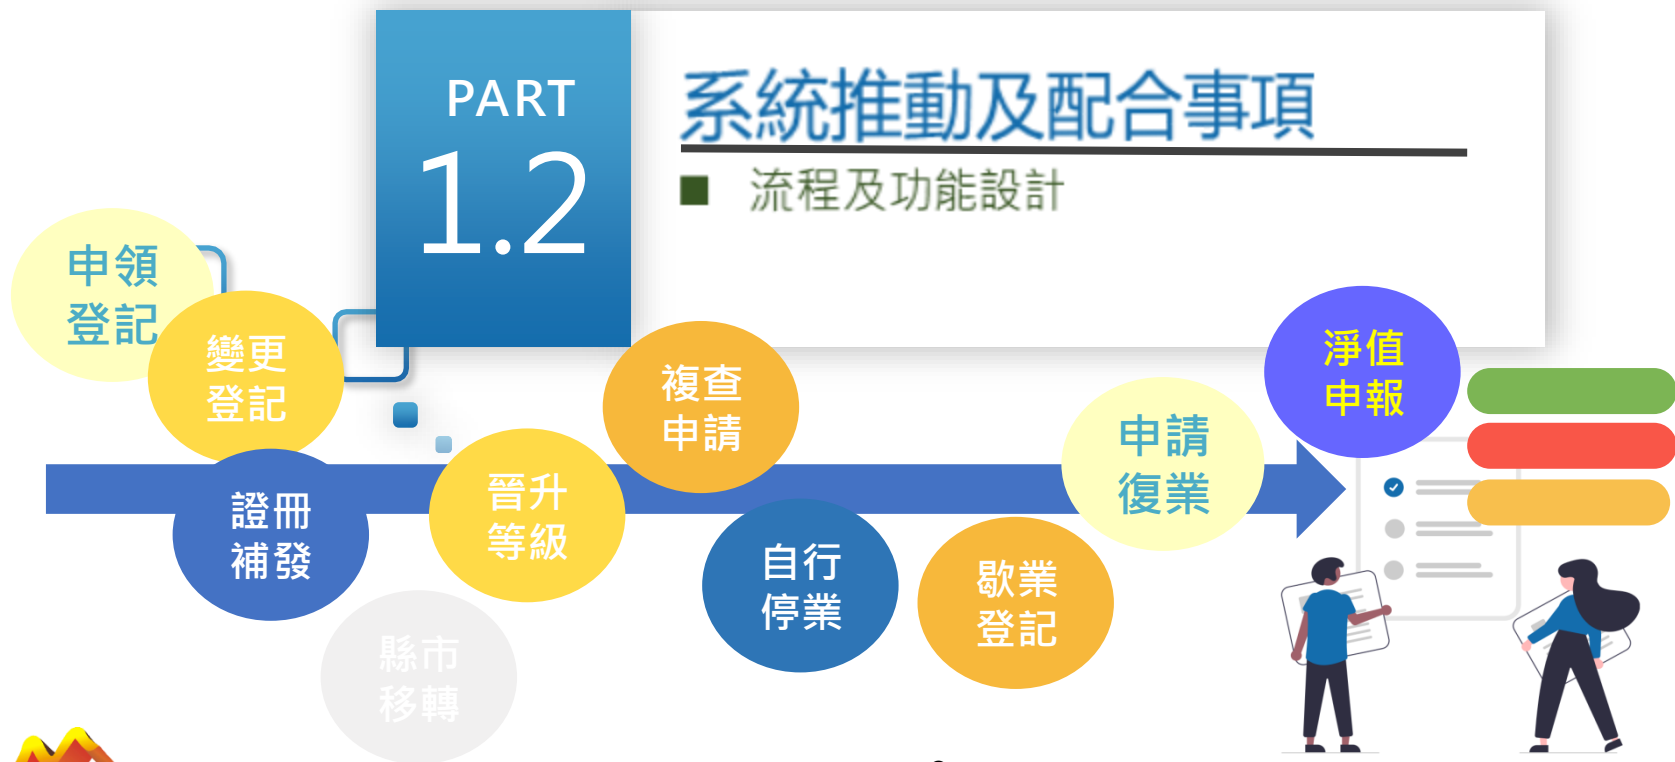 PART
1.2
系統推動及配合事項
■ 流程及功能設計
申領
登記
變更
登記
證冊
補發
縣市
移轉
晉升
等級
複查
申請
自行
停業
歇業
登記
申請
復業
淨值
申報